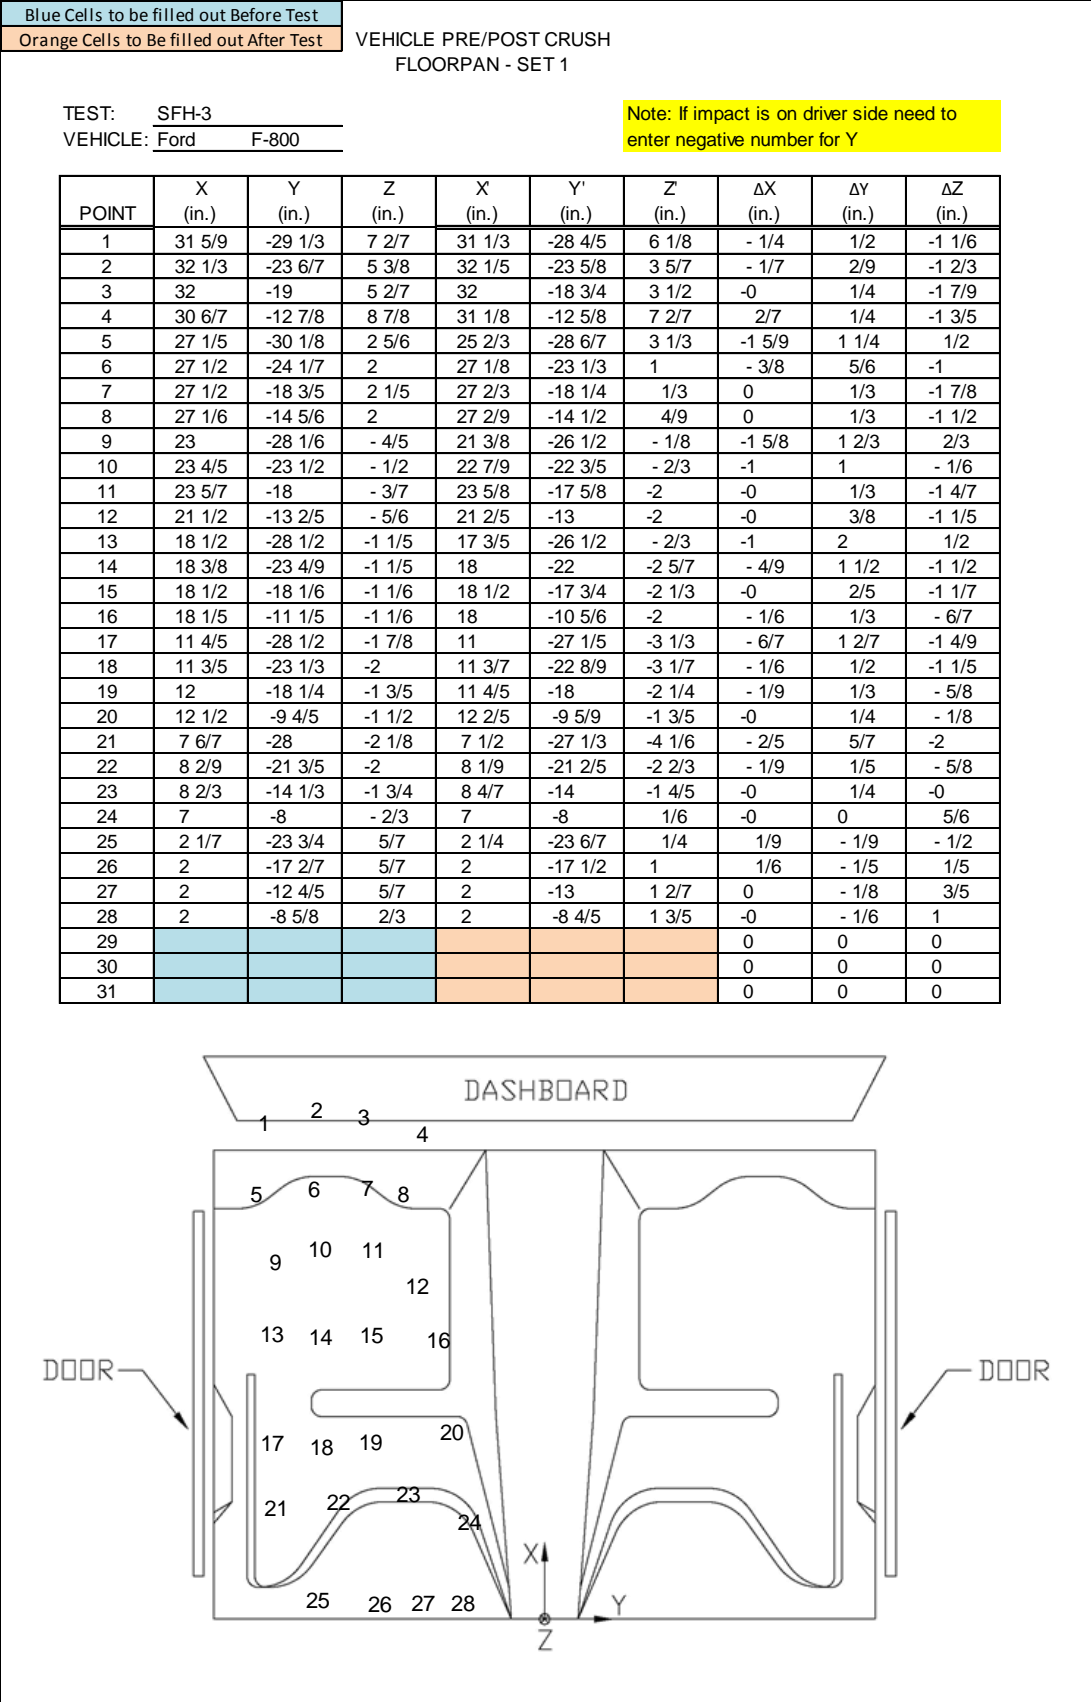 Blue Cells to be filled out Before Test
Orange Cells to Be filled out After Test
VEHICLE PRE/POST CRUSH
FLOORPAN - SET 1
TEST: SFH-3
VEHICLE: Ford F-800
Note: If impact is on driver side need to
enter negative number for Y
X Y Z X' Y' Z' ΔX ΔY ΔZ
POINT (in.) (in.) (in.) (in.) (in.) (in.) (in.) (in.) (in.)
1 31 5/9 -29 1/3 7 2/7 31 1/3 -28 4/5 6 1/8 - 1/4 1/2 -1 1/6
2 32 1/3 -23 6/7 5 3/8 32 1/5 -23 5/8 3 5/7 - 1/7 2/9 -1 2/3
3 32 -19 5 2/7 32 -18 3/4 3 1/2 -0 1/4 -1 7/9
4 30 6/7 -12 7/8 8 7/8 31 1/8 -12 5/8 7 2/7 2/7 1/4 -1 3/5
5 27 1/5 -30 1/8 2 5/6 25 2/3 -28 6/7 3 1/3 -1 5/9 1 1/4 1/2
6 27 1/2 -24 1/7 2 27 1/8 -23 1/3 1 - 3/8 5/6 -1
7 27 1/2 -18 3/5 2 1/5 27 2/3 -18 1/4 1/3 0 1/3 -1 7/8
8 27 1/6 -14 5/6 2 27 2/9 -14 1/2 4/9 0 1/3 -1 1/2
9 23 -28 1/6 - 4/5 21 3/8 -26 1/2 - 1/8 -1 5/8 1 2/3 2/3
10 23 4/5 -23 1/2 - 1/2 22 7/9 -22 3/5 - 2/3 -1 1 - 1/6
11 23 5/7 -18 - 3/7 23 5/8 -17 5/8 -2 -0 1/3 -1 4/7
12 21 1/2 -13 2/5 - 5/6 21 2/5 -13 -2 -0 3/8 -1 1/5
13 18 1/2 -28 1/2 -1 1/5 17 3/5 -26 1/2 - 2/3 -1 2 1/2
14 18 3/8 -23 4/9 -1 1/5 18 -22 -2 5/7 - 4/9 1 1/2 -1 1/2
15 18 1/2 -18 1/6 -1 1/6 18 1/2 -17 3/4 -2 1/3 -0 2/5 -1 1/7
16 18 1/5 -11 1/5 -1 1/6 18 -10 5/6 -2 - 1/6 1/3 - 6/7
17 11 4/5 -28 1/2 -1 7/8 11 -27 1/5 -3 1/3 - 6/7 1 2/7 -1 4/9
18 11 3/5 -23 1/3 -2 11 3/7 -22 8/9 -3 1/7 - 1/6 1/2 -1 1/5
19 12 -18 1/4 -1 3/5 11 4/5 -18 -2 1/4 - 1/9 1/3 - 5/8
20 12 1/2 -9 4/5 -1 1/2 12 2/5 -9 5/9 -1 3/5 -0 1/4 - 1/8
21 7 6/7 -28 -2 1/8 7 1/2 -27 1/3 -4 1/6 - 2/5 5/7 -2
22 8 2/9 -21 3/5 -2 8 1/9 -21 2/5 -2 2/3 - 1/9 1/5 - 5/8
23 8 2/3 -14 1/3 -1 3/4 8 4/7 -14 -1 4/5 -0 1/4 -0
24 7 -8 - 2/3 7 -8 1/6 -0 0 5/6
25 2 1/7 -23 3/4 5/7 2 1/4 -23 6/7 1/4 1/9 - 1/9 - 1/2
26 2 -17 2/7 5/7 2 -17 1/2 1 1/6 - 1/5 1/5
27 2 -12 4/5 5/7 2 -13 1 2/7 0 - 1/8 3/5
28 2 -8 5/8 2/3 2 -8 4/5 1 3/5 -0 - 1/6 1
29 0 0 0
30 0 0 0
31 0 0 0
DASHBOARD
1 2 3 4
5 6 7 8
9 10 11
12
13 14 15 16
DOOR DOOR
17 18 19 20
21 22 23
24
X
25 26 27 28 Y
Z